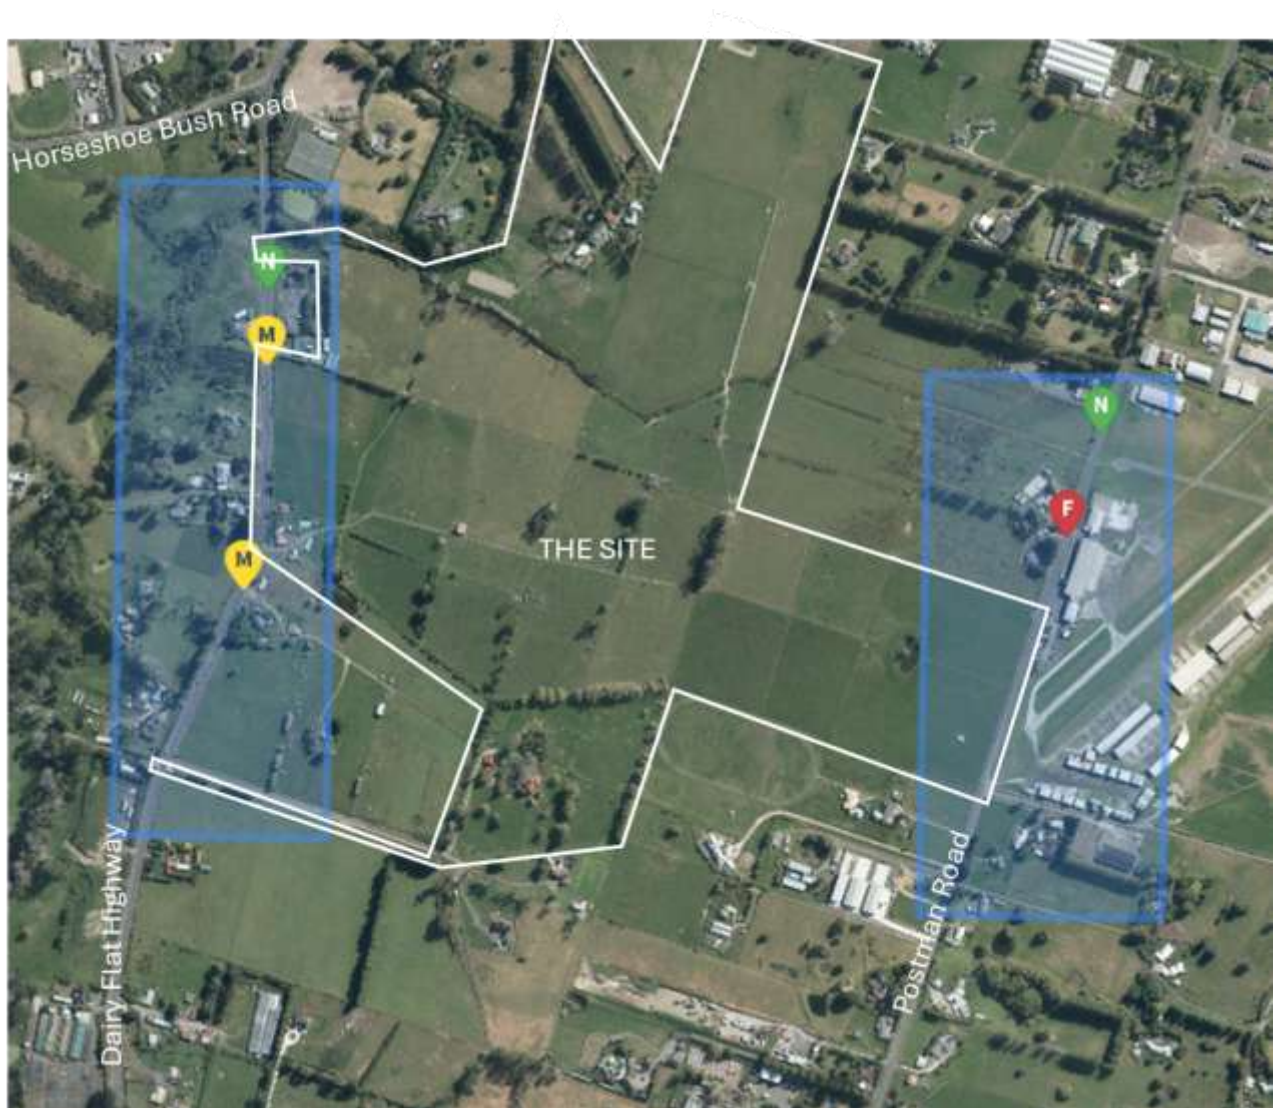 Horseshoe Bush Road
N
M
N
F
THE SITE
M
Dairy Flat Highway
Postman Road